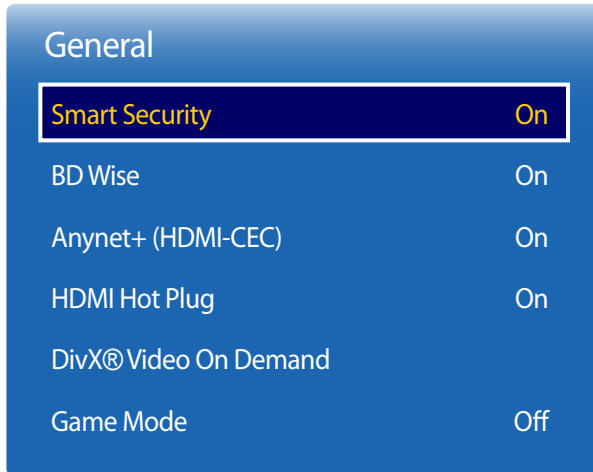 General
Smart Security On
BD Wise On
Anynet+ (HDMI-CEC) On
HDMI Hot Plug On
DivX® Video On Demand
Game Mode Off